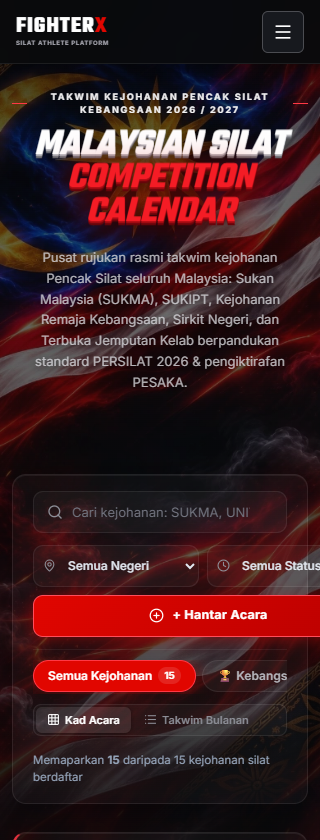 FIGHTERX
SILAT ATHLETE PLATFORM
TAKWIM KEJOHANAN PENCAK SILAT
KEBANGSAAN 2026 / 2027
MALAYSIAN SILAT
COMPETITION
CALENDAR
Pusat rujukan rasmi takwim kejohanan
Pencak Silat seluruh Malaysia: Sukan
Malaysia (SUKMA), SUKIPT, Kejohanan
Remaja Kebangsaan, Sirkit Negeri, dan
Terbuka Jemputan Kelab berpandukan
standard PERSILAT 2026 & pengiktirafan
PESAKA.
Cari kejohanan: SUKMA, UNI
Semua Negeri
Semua Status
+ Hantar Acara
Semua Kejohanan 15
Kebangs
Kad Acara
Takwim Bulanan
Memaparkan 15 daripada 15 kejohanan silat
berdaftar